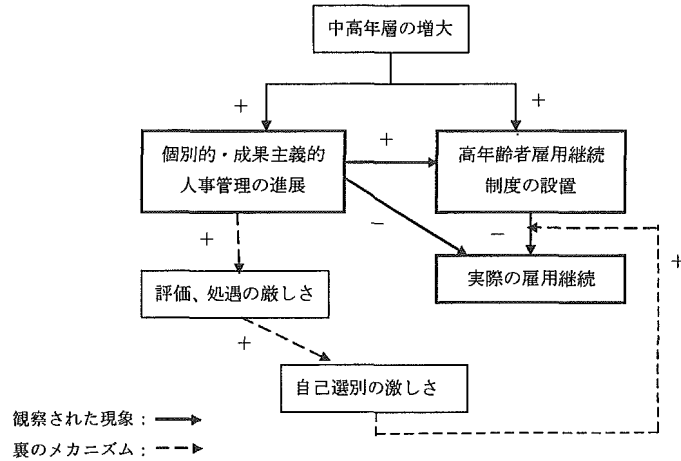 中高年層の増大
+
+
個別的・成果主義的
人事管理の進展
+
高年齢者雇用継続
制度の設置
+
−
−
+
評価、処遇の厳しさ
実際の雇用継続
+
自己選別の激しさ
観察された現象：
裏のメカニズム：